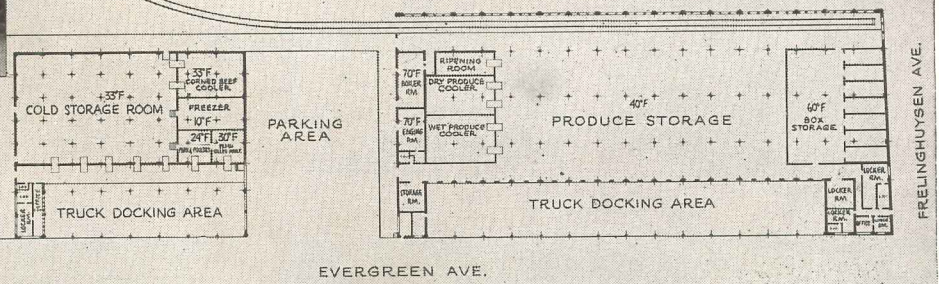 33°F
COLD STORAGE ROOM
33°F
CORNED BEEF
COOLER
FREEZER
10°F
24°F
30°F
TRUCK DOCKING AREA
LOCKER
RM.
OFFICE
PARKING
AREA
70°F
BOILER
RM.
70°F
ENGINE
RM.
STORAGE
RM.
RIPENING
ROOM
DRY PRODUCE
COOLER
WET PRODUCE
COOLER
40°F
PRODUCE STORAGE
60°F
BOX
STORAGE
TRUCK DOCKING AREA
LOCKER
RM.
LOCKER
RM.
LOCKER
RM.
OFFICE
EVERGREEN AVE.
FRELINGHUYSEN AVE.